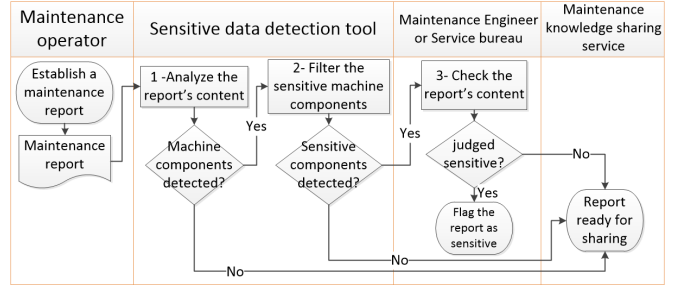 Maintenance
operator
Sensitive data detection tool
Maintenance Engineer
or Service bureau
Maintenance
knowledge sharing
service
Establish a
maintenance
report
Maintenance
report
1 -Analyze the
report's content
Machine
components
detected?
Yes
2- Filter the
sensitive machine
components
Sensitive
components
detected?
Yes
3- Check the
report's content
judged
sensitive?
Yes
Flag the
report as
sensitive
No
Report
ready for
sharing
No
No